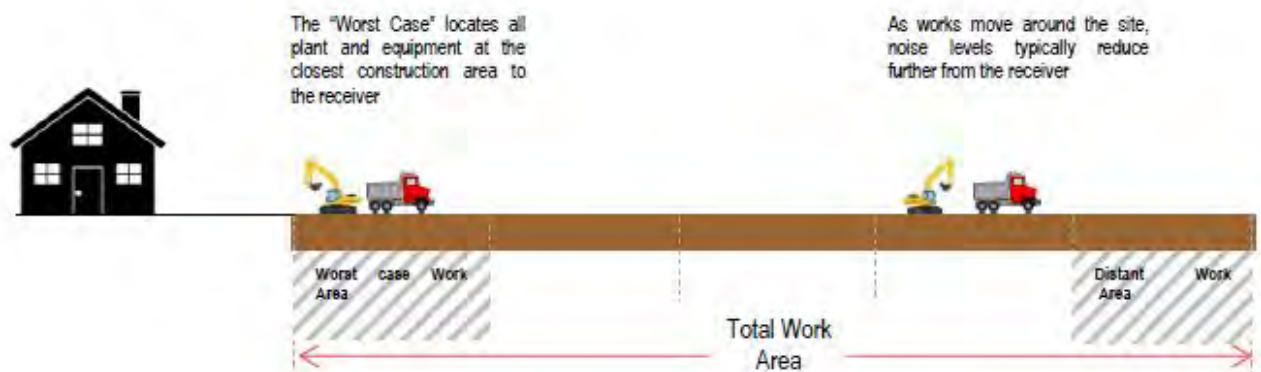 The “Worst Case” locates all
plant and equipment at the
closest construction area to
the receiver
As works move around the site,
noise levels typically reduce
further from the receiver
Worst case Work
Area
Distant Work
Area
Total Work
Area